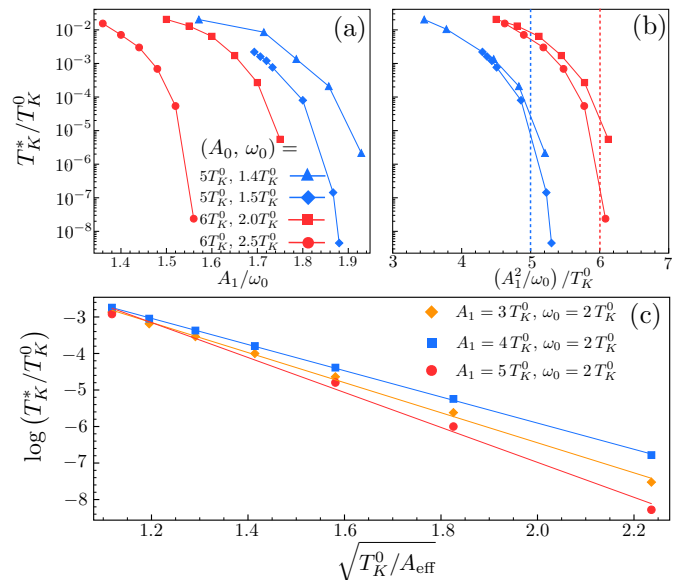 (a)
(b)
10^{-2}
10^{-3}
10^{-4}
10^{-5}
10^{-6}
10^{-7}
10^{-8}
T_K^*/T_K^0
(A_0, ω_0) =
5T_K^0, 1.4T_K^0
5T_K^0, 1.5T_K^0
6T_K^0, 2.0T_K^0
6T_K^0, 2.5T_K^0
1.4 1.5 1.6 1.7 1.8 1.9
A_1/ω_0
3 4 5 6 7
(A_1^2/ω_0)/T_K^0
(c)
A_1 = 3 T_K^0, ω_0 = 2 T_K^0
A_1 = 4 T_K^0, ω_0 = 2 T_K^0
A_1 = 5 T_K^0, ω_0 = 2 T_K^0
-3
-4
-5
-6
-7
-8
log (T_K^*/T_K^0)
1.2 1.4 1.6 1.8 2.0 2.2
√(T_K^0/A_eff)